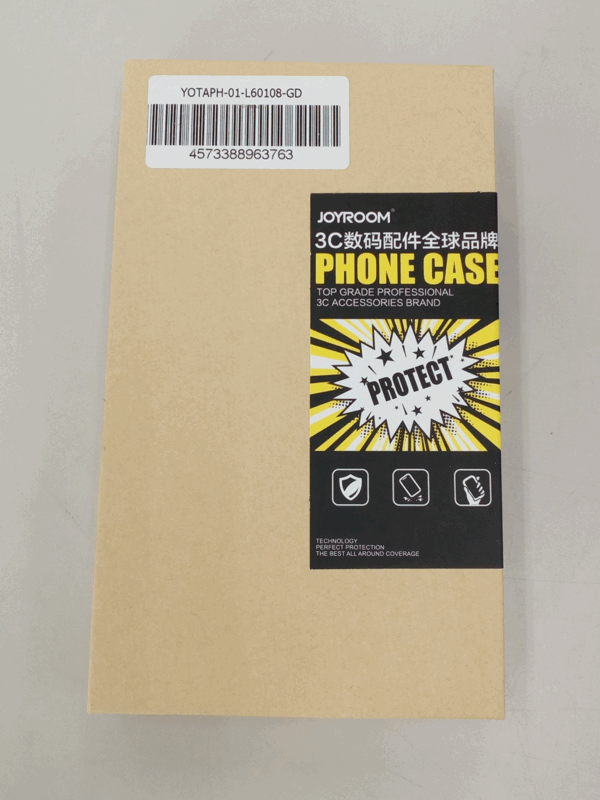 YOTAPH-01-L60108-GD
4573388963763
JOYROOM®
3C数码配件全球品牌
PHONE CASE
TOP GRADE PROFESSIONAL
3C ACCESSORIES BRAND
PROTECT
TECHNOLOGY
PERFECT PROTECTION
THE BEST ALL AROUND COVERAGE